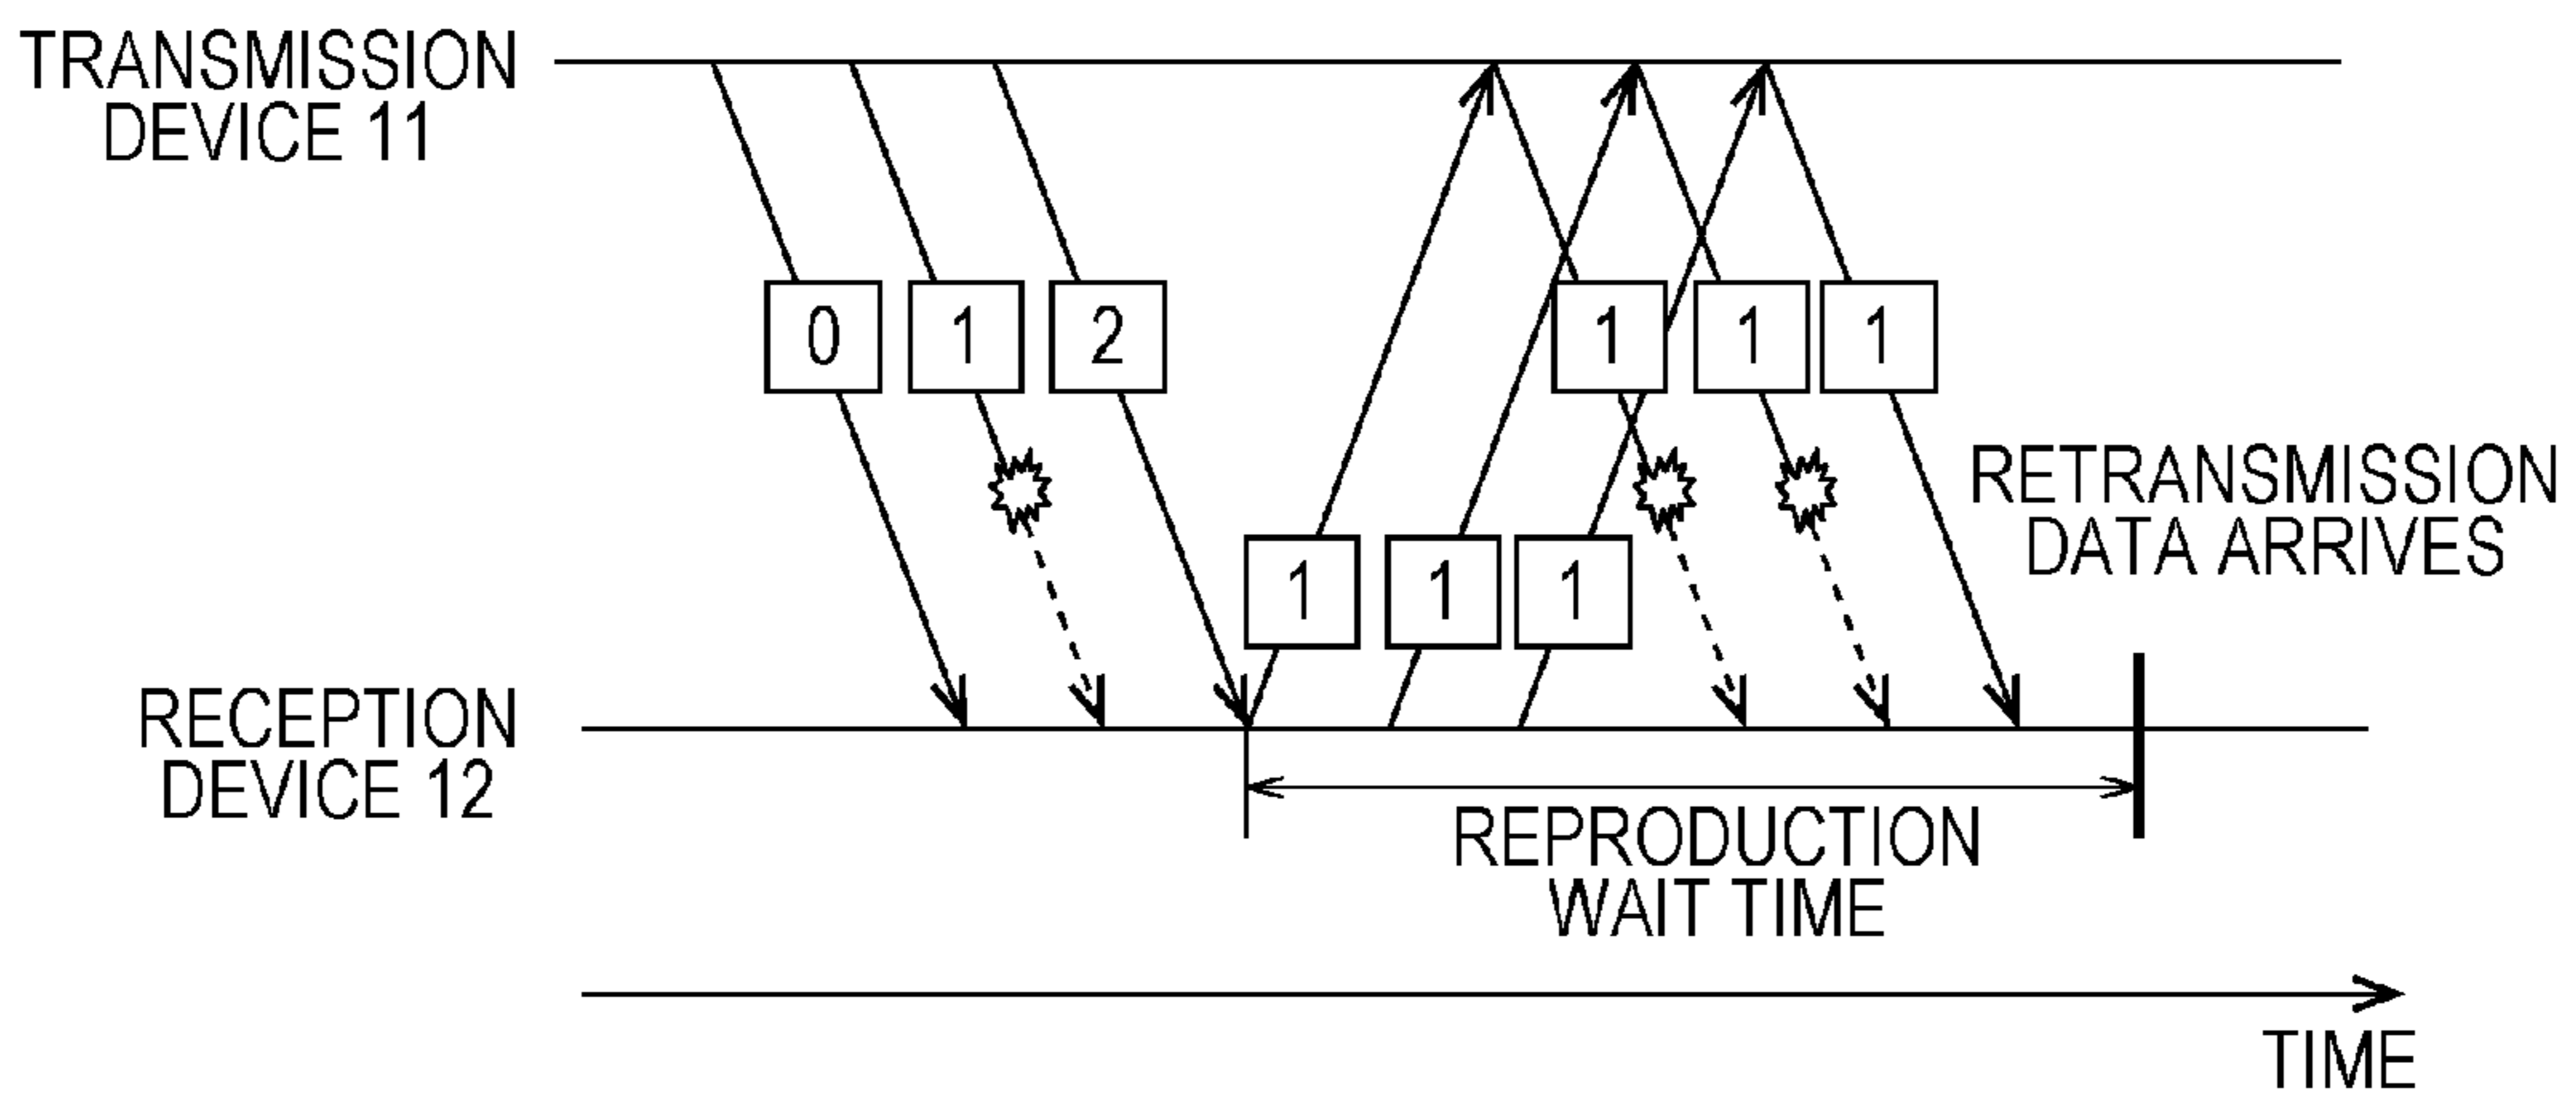 TRANSMISSION
DEVICE 11
0
1
2
1
1
1
1
1
1
RETRANSMISSION
DATA ARRIVES
RECEPTION
DEVICE 12
REPRODUCTION
WAIT TIME
TIME